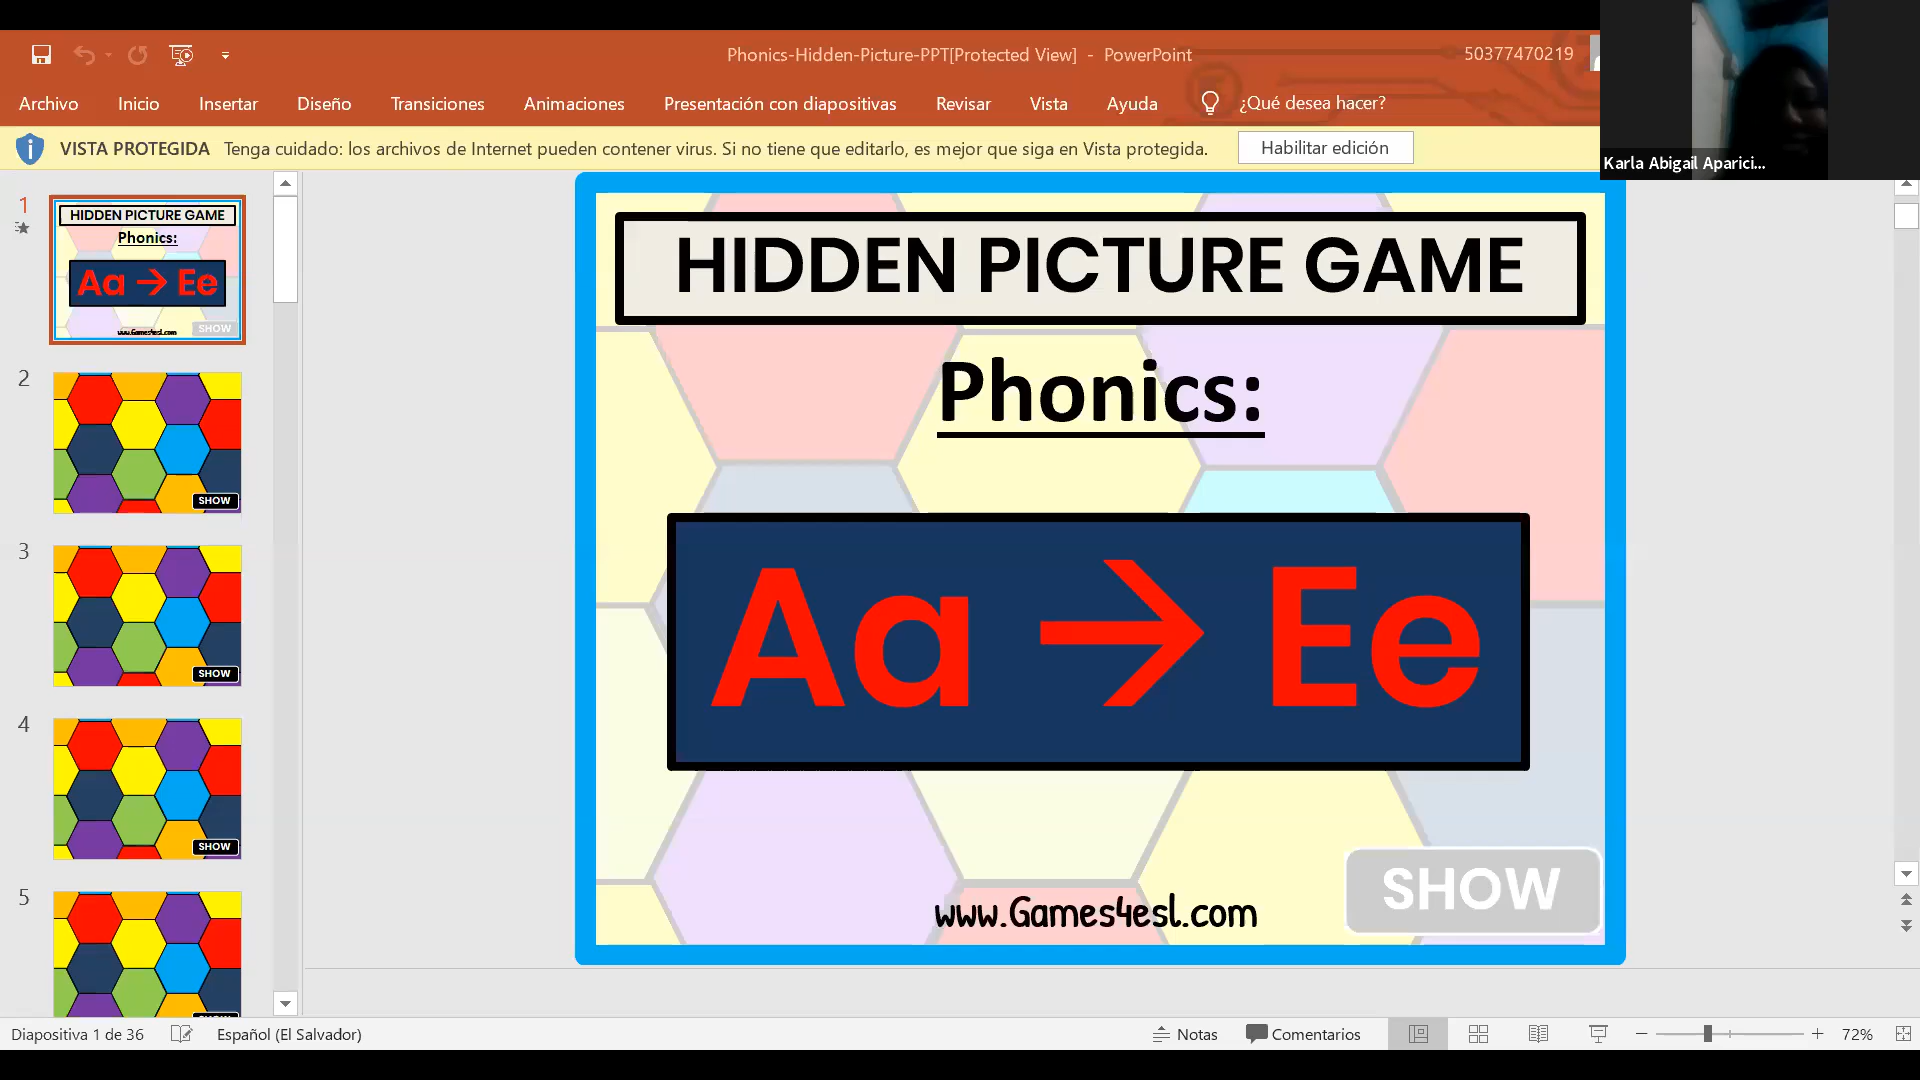 Phonics-Hidden-Picture-PPT[Protected View] - PowerPoint
50377470219
Archivo Inicio Insertar Diseño Transiciones Animaciones Presentación con diapositivas Revisar Vista Ayuda ¿Qué desea hacer?
VISTA PROTEGIDA Tenga cuidado: los archivos de Internet pueden contener virus. Si no tiene que editarlo, es mejor que siga en Vista protegida. Habilitar edición
Karla Abigail Aparici...
1
HIDDEN PICTURE GAME
Phonics:
Aa → Ee
www.Games4esl.com
SHOW
2
SHOW
3
SHOW
4
SHOW
5
HIDDEN PICTURE GAME
Phonics:
Aa → Ee
www.Games4esl.com
SHOW
Diapositiva 1 de 36 Español (El Salvador) Notas Comentarios 72%